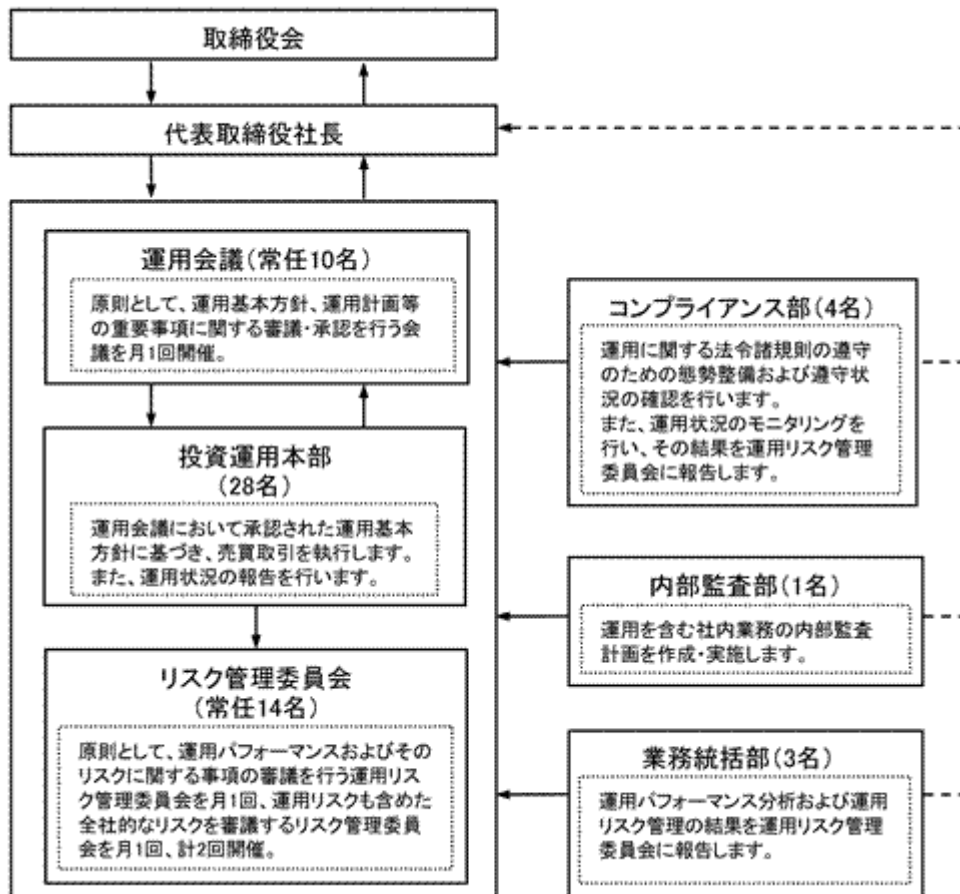 取締役会
代表取締役社長
運用会議(常任10名)
原則として、運用基本方針、運用計画等
の重要事項に関する審議・承認を行う会
議を月1回開催。
投資運用本部
(28名)
運用会議において承認された運用基本
方針に基づき、売買取引を執行します。
また、運用状況の報告を行います。
リスク管理委員会
(常任14名)
原則として、運用パフォーマンスおよびその
リスクに関する事項の審議を行う運用リス
ク管理委員会を月1回、運用リスクも含めた
全社的なリスクを審議するリスク管理委員
会を月1回、計2回開催。
コンプライアンス部(4名)
運用に関する法令諸規則の遵守
のための態勢整備および遵守状
況の確認を行います。
また、運用状況のモニタリングを
行い、その結果を運用リスク管理
委員会に報告します。
内部監査部(1名)
運用を含む社内業務の内部監査
計画を作成・実施します。
業務統括部(3名)
運用パフォーマンス分析および運用
リスク管理の結果を運用リスク管理
委員会に報告します。